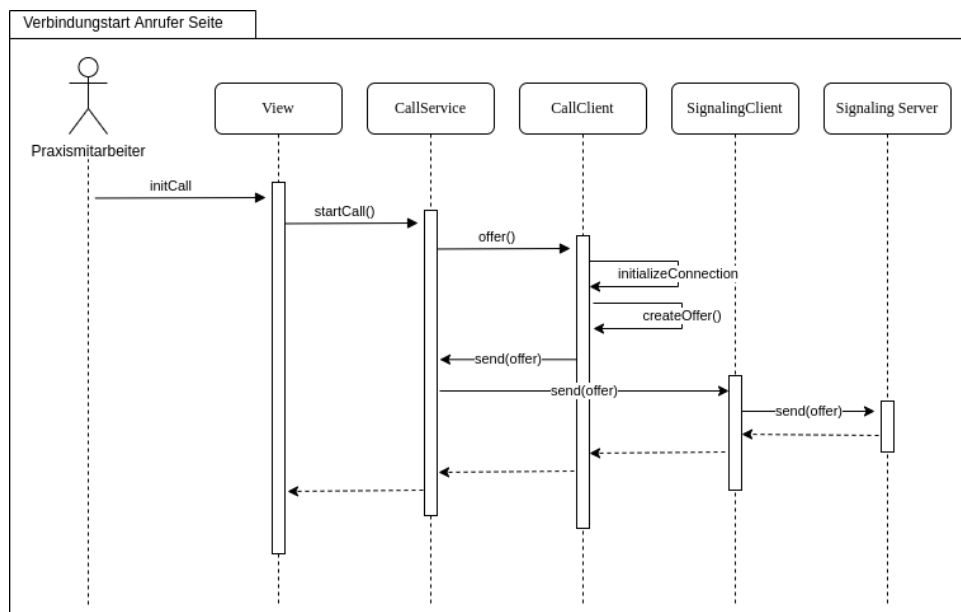 Verbindungstart Anrufer Seite
Praxismitarbeiter
View
CallService
CallClient
SignalingClient
Signaling Server
initCall
startCall()
offer()
initializeConnection
createOffer()
send(offer)
send(offer)
send(offer)